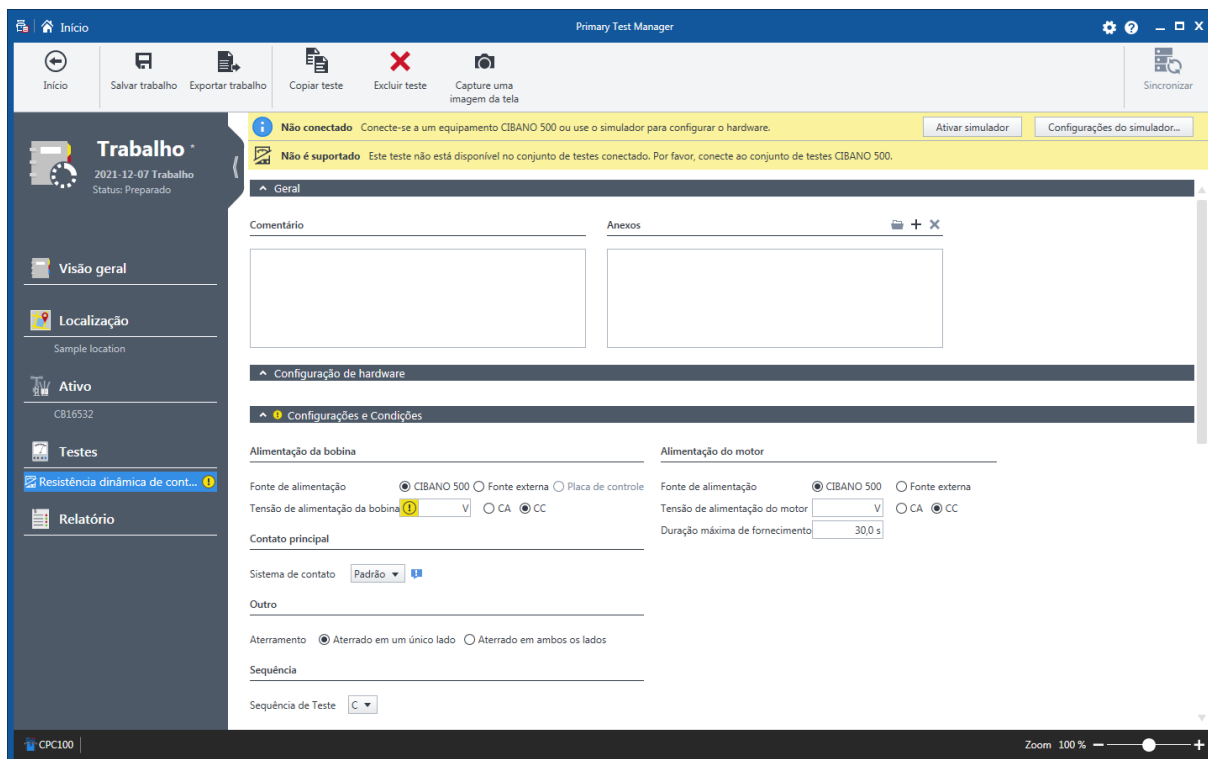 Início
Primary Test Manager
Início
Salvar trabalho
Exportar trabalho
Copiar teste
Excluir teste
Capture uma
imagem da tela
Sincronizar
Trabalho *
2021-12-07 Trabalho
Status: Preparado
Visão geral
Localização
Sample location
Ativo
CB16532
Testes
Resistência dinâmica de cont...
Relatório
Não conectado Conecte-se a um equipamento CIBANO 500 ou use o simulador para configurar o hardware.
Ativar simulador
Configurações do simulador...
Não é suportado Este teste não está disponível no conjunto de testes conectado. Por favor, conecte ao conjunto de testes CIBANO 500.
Geral
Comentário
Anexos
Configuração de hardware
Configurações e Condições
Alimentação da bobina
Fonte de alimentação CIBANO 500 Fonte externa Placa de controle
Tensão de alimentação da bobina V CA CC
Alimentação do motor
Fonte de alimentação CIBANO 500 Fonte externa
Tensão de alimentação do motor V CA CC
Duração máxima de fornecimento 30,0 s
Contato principal
Sistema de contato Padrão
Outro
Aterramento Aterrado em um único lado Aterrado em ambos os lados
Sequência
Sequência de Teste C
CPC100
Zoom 100 %